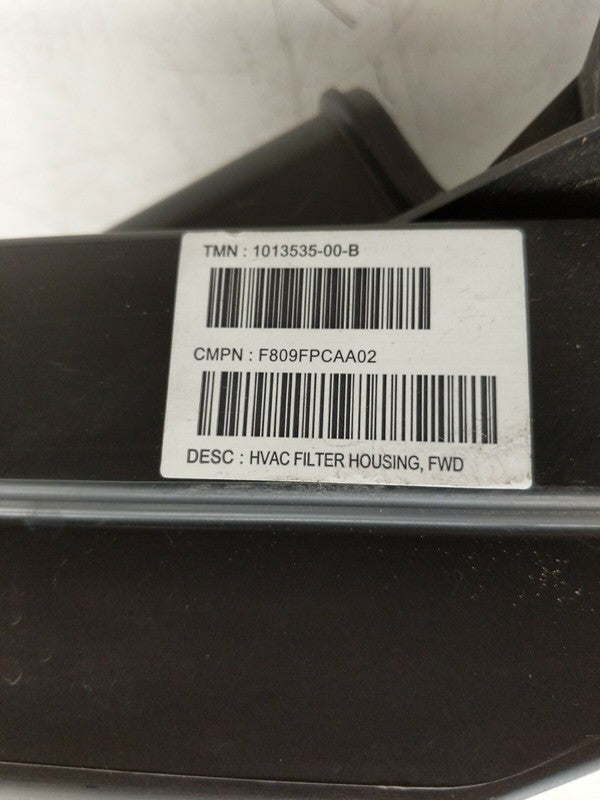 TMN : 1013535-00-B
CMPN : F809FPCAA02
DESC : HVAC FILTER HOUSING, FWD